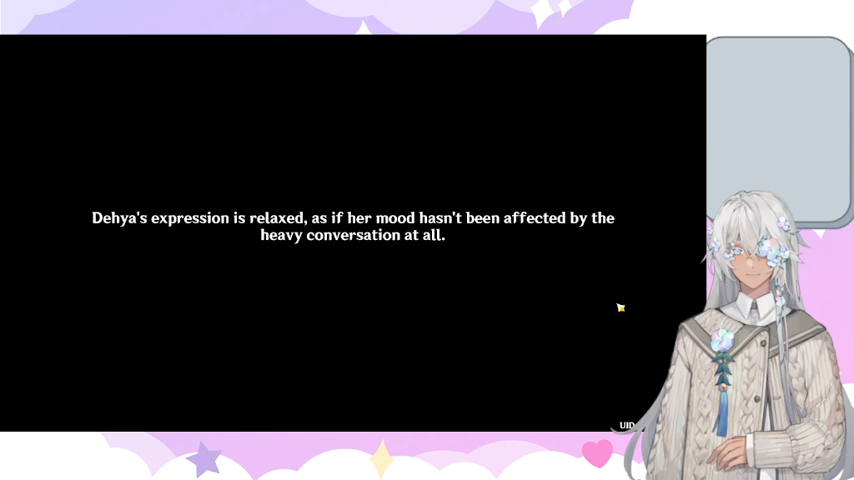 Dehya's expression is relaxed, as if her mood hasn't been affected by the
heavy conversation at all.
UID